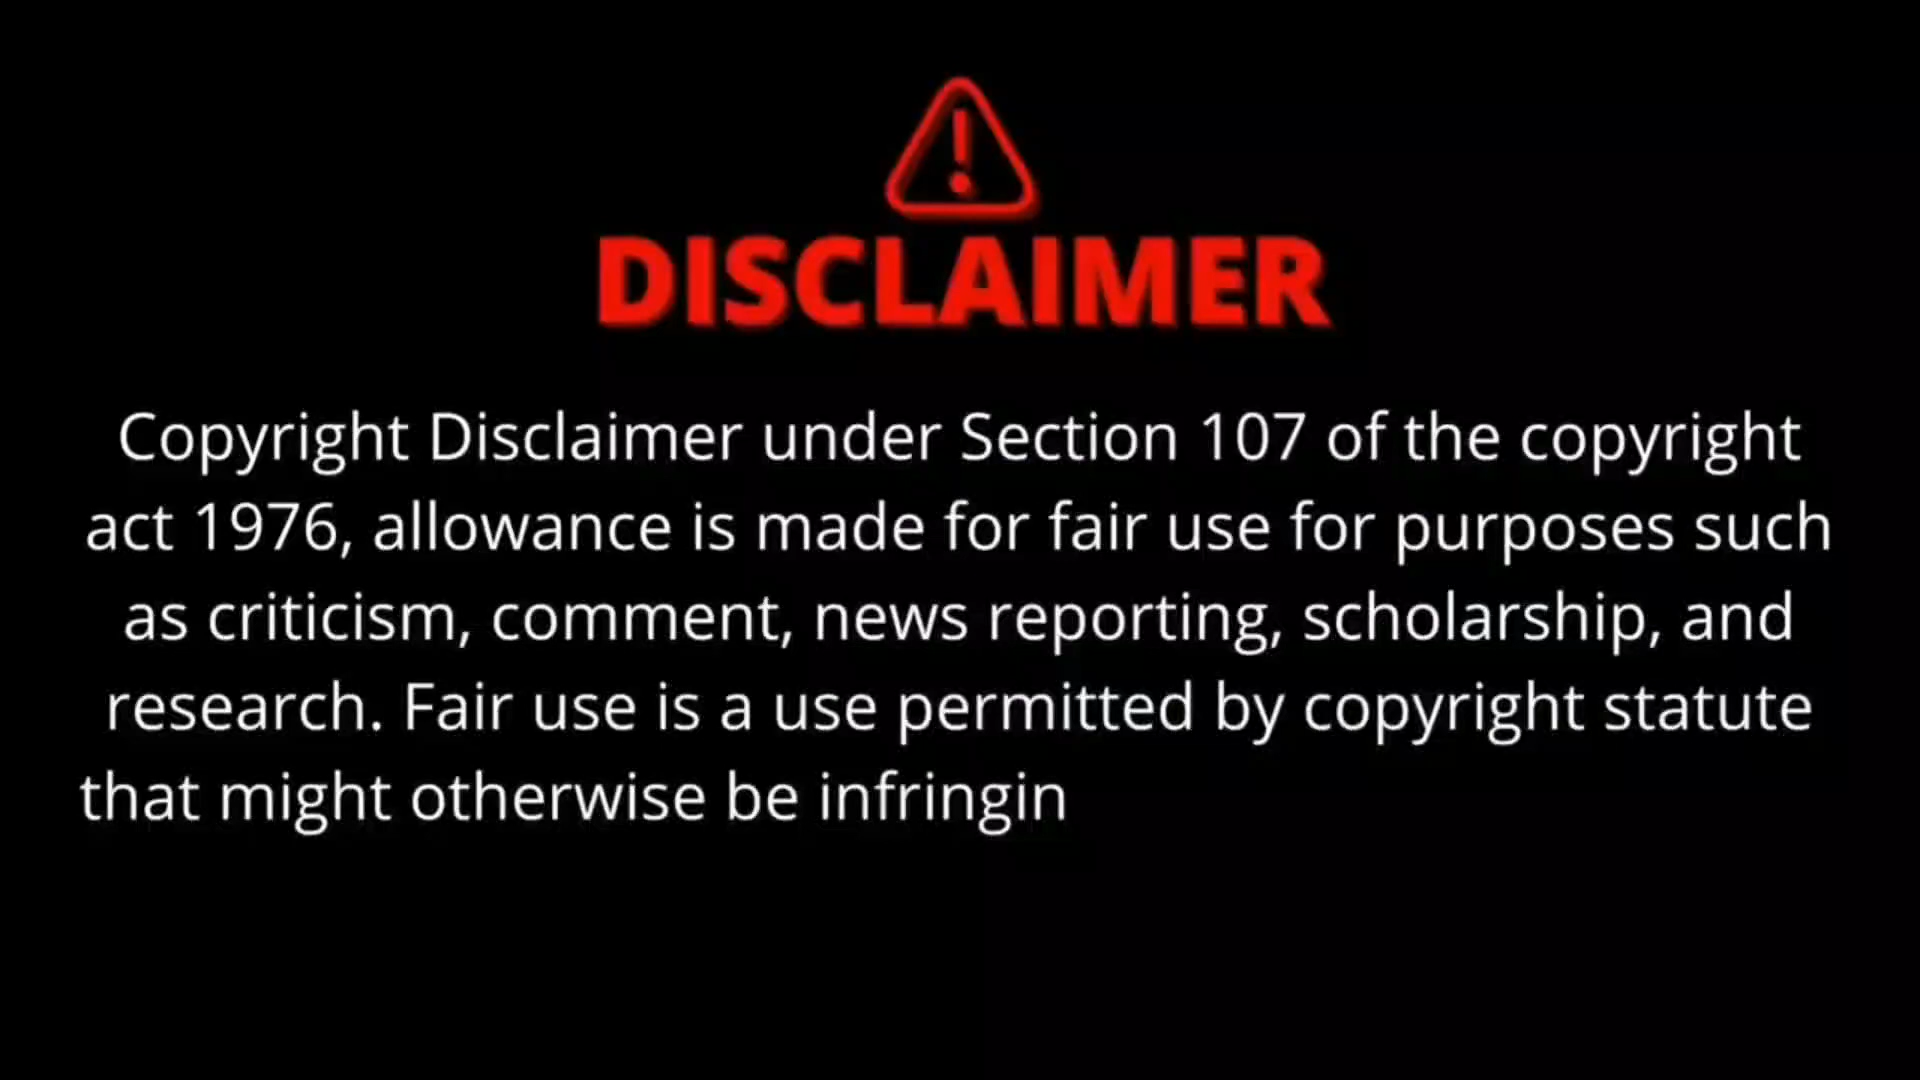 DISCLAIMER
Copyright Disclaimer under Section 107 of the copyright
act 1976, allowance is made for fair use for purposes such
as criticism, comment, news reporting, scholarship, and
research. Fair use is a use permitted by copyright statute
that might otherwise be infringin